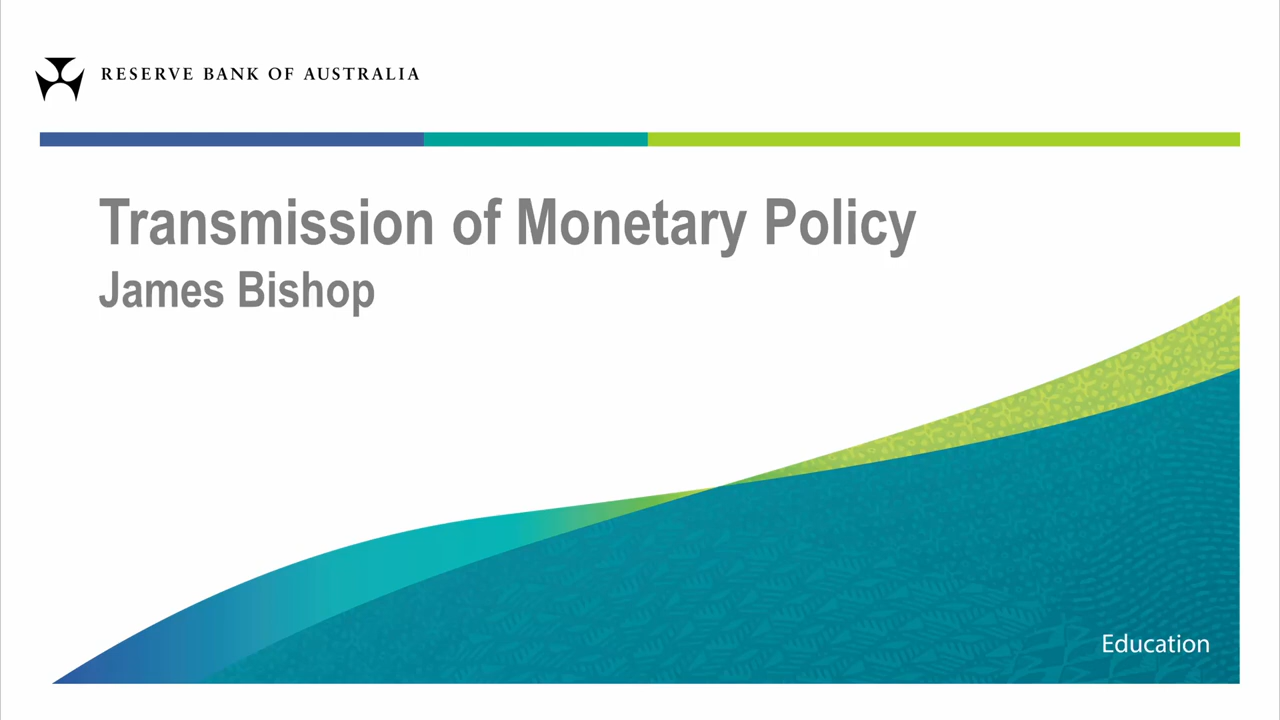 RESERVE BANK OF AUSTRALIA
Transmission of Monetary Policy
James Bishop
Education